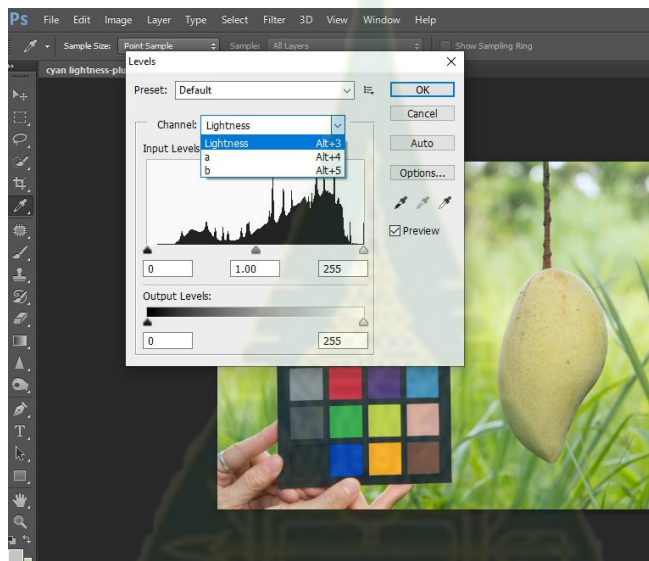 Ps File Edit Image Layer Type Select Filter 3D View Window Help
Sample Size: Point Sample Sample: All Layers Show Sampling Ring
cyan lightness-plu
Levels
Preset: Default
OK
Cancel
Channel: Lightness
Auto
Lightness Alt+3
Input Levels
a Alt+4
b Alt+5
Options...
Preview
0 1.00 255
Output Levels:
0 255